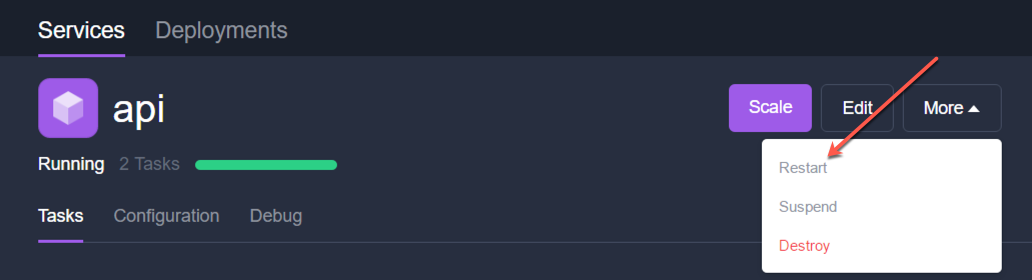 Services Deployments
api
Scale Edit More
Running 2 Tasks
Restart
Suspend
Destroy
Tasks Configuration Debug